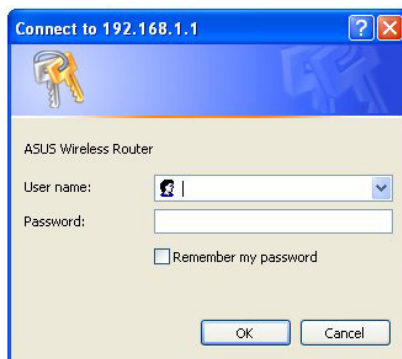 Connect to 192.168.1.1
ASUS Wireless Router
User name:
Password:
Remember my password
OK Cancel